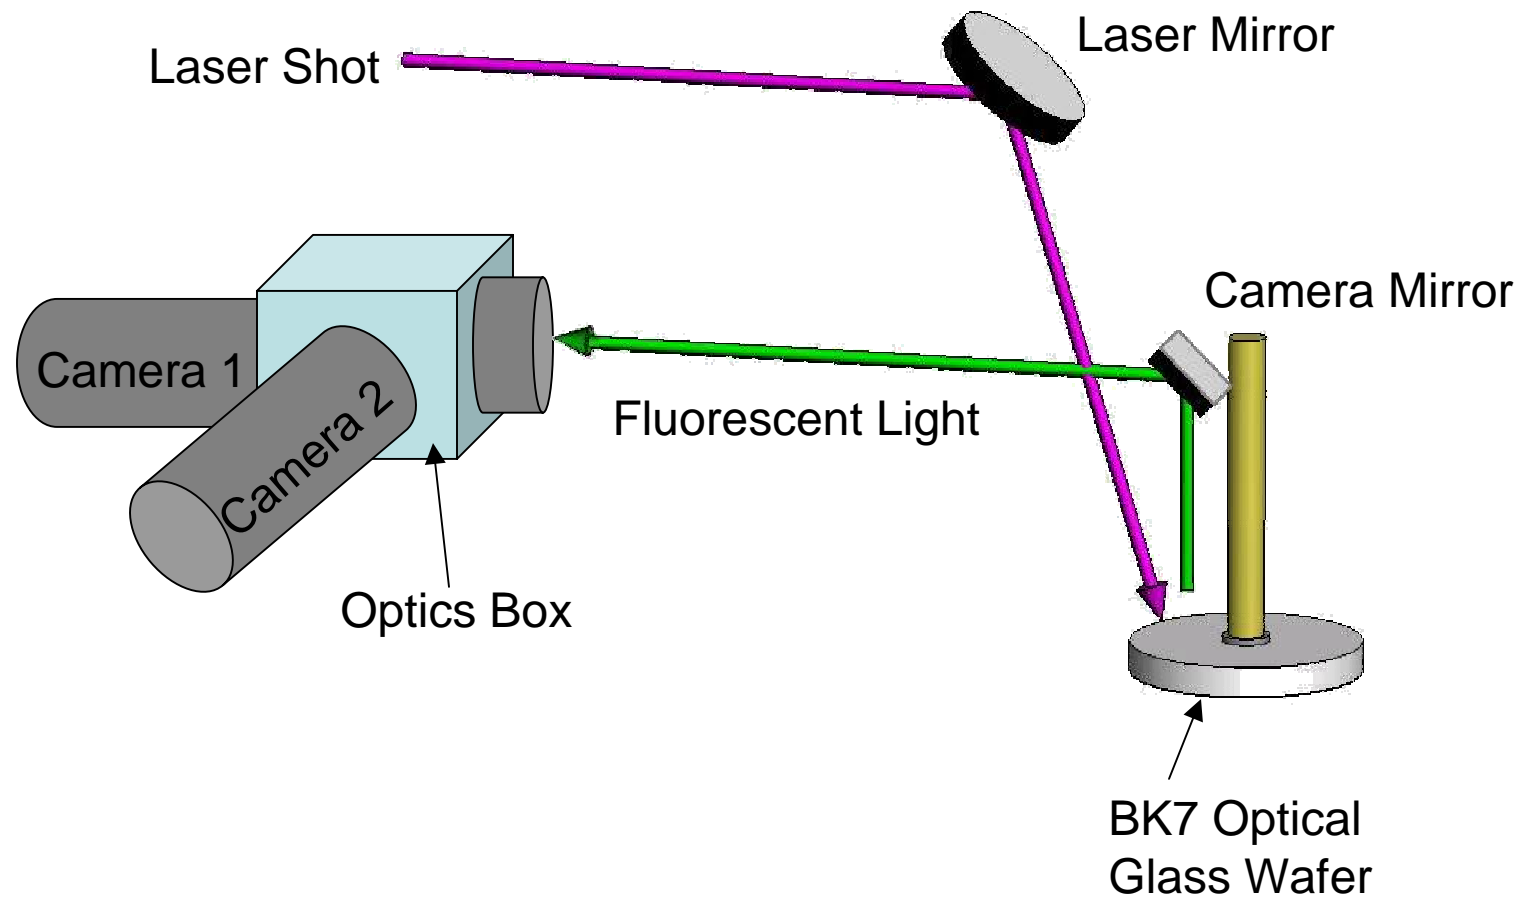 Laser Shot
Laser Mirror
Camera Mirror
Camera 1
Camera 2
Fluorescent Light
Optics Box
BK7 Optical
Glass Wafer